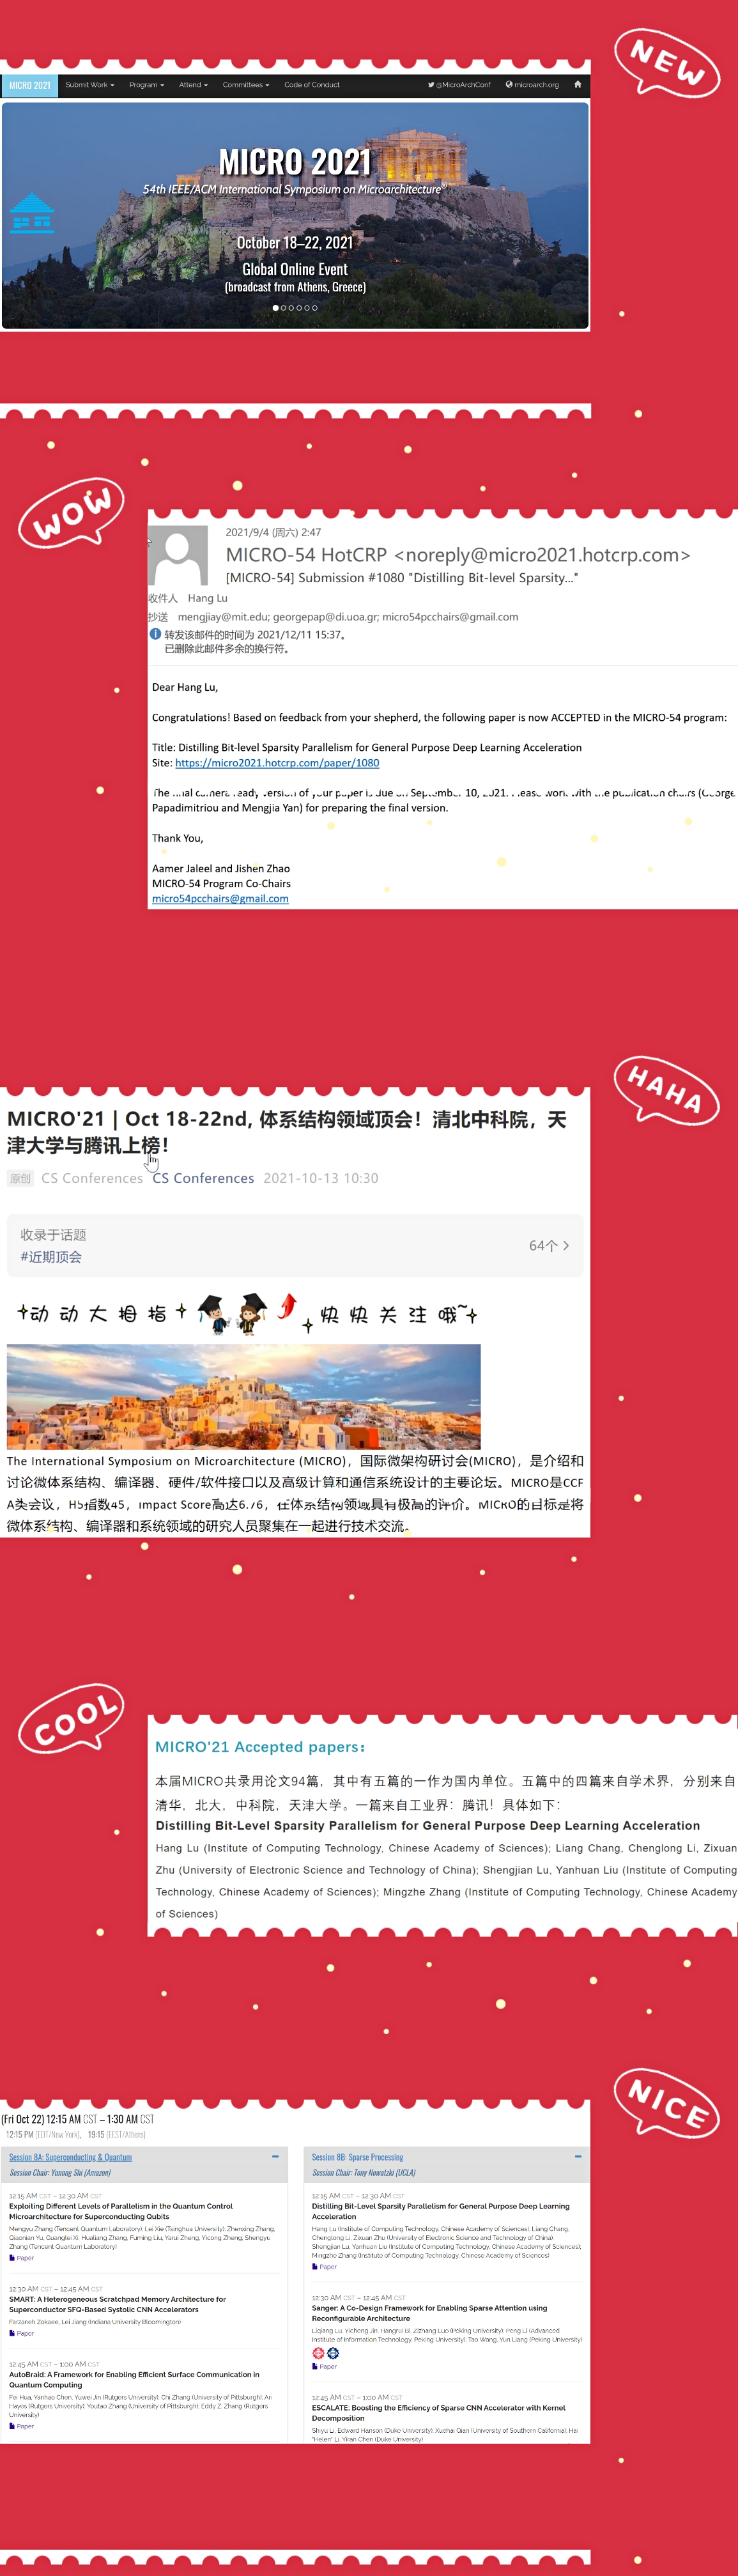 NEW
MICRO 2021 Submit Work Program Attend Committees Code of Conduct @MicroArchConf microarch.org
MICRO 2021
54th IEEE/ACM International Symposium on Microarchitecture®
October 18–22, 2021
Global Online Event
(broadcast from Athens, Greece)
WOW
2021/9/4 (周六) 2:47
MICRO-54 HotCRP <noreply@micro2021.hotcrp.com>
[MICRO-54] Submission #1080 "Distilling Bit-level Sparsity..."
收件人 Hang Lu
抄送 mengjiay@mit.edu; georgepap@di.uoa.gr; micro54pcchairs@gmail.com
转发该邮件的时间为 2021/12/11 15:37。
已删除此邮件多余的换行符。
Dear Hang Lu,
Congratulations! Based on feedback from your shepherd, the following paper is now ACCEPTED in the MICRO-54 program:
Title: Distilling Bit-level Sparsity Parallelism for General Purpose Deep Learning Acceleration
Site: https://micro2021.hotcrp.com/paper/1080
The final camera ready version of your paper is due on September 10, 2021. Please work with the publication chairs (George
Papadimitriou and Mengjia Yan) for preparing the final version.
Thank You,
Aamer Jaleel and Jishen Zhao
MICRO-54 Program Co-Chairs
micro54pcchairs@gmail.com
HAHA
MICRO'21 | Oct 18-22nd, 体系结构领域顶会！清北中科院，天
津大学与腾讯上榜！
原创 CS Conferences CS Conferences 2021-10-13 10:30
收录于话题
#近期顶会
64个 >
动动大拇指 快快关注哦~
The International Symposium on Microarchitecture (MICRO)，国际微架构研讨会(MICRO)，是介绍和
讨论微体系结构、编译器、硬件/软件接口以及高级计算和通信系统设计的主要论坛。MICRO是CCF
A类会议，H5指数45，Impact Score高达6.76，在体系结构领域具有极高的评价。MICRO的目标是将
微体系结构、编译器和系统领域的研究人员聚集在一起进行技术交流。
COOL
MICRO'21 Accepted papers：
本届MICRO共录用论文94篇，其中有五篇的一作为国内单位。五篇中的四篇来自学术界，分别来自
清华，北大，中科院，天津大学。一篇来自工业界：腾讯！具体如下：
Distilling Bit-Level Sparsity Parallelism for General Purpose Deep Learning Acceleration
Hang Lu (Institute of Computing Technology, Chinese Academy of Sciences); Liang Chang, Chenglong Li, Zixuan
Zhu (University of Electronic Science and Technology of China); Shengjian Lu, Yanhuan Liu (Institute of Computing
Technology, Chinese Academy of Sciences); Mingzhe Zhang (Institute of Computing Technology, Chinese Academy
of Sciences)
NICE
(Fri Oct 22) 12:15 AM CST – 1:30 AM CST
12:15 PM (EDT/New York), 19:15 (EEST/Athens)
Session 8A: Superconducting & Quantum
Session Chair: Yunong Shi (Amazon)
12:15 AM CST – 12:30 AM CST
Exploiting Different Levels of Parallelism in the Quantum Control
Microarchitecture for Superconducting Qubits
Mengyu Zhang (Tencent Quantum Laboratory); Lei Xie (Tsinghua University); Zhenxing Zhang,
Qiaonian Yu, Guanglei Xi, Hualiang Zhang, Fuming Liu, Yarui Zheng, Yicong Zheng, Shengyu
Zhang (Tencent Quantum Laboratory)
Paper
12:30 AM CST – 12:45 AM CST
SMART: A Heterogeneous Scratchpad Memory Architecture for
Superconductor SFQ-Based Systolic CNN Accelerators
Farzaneh Zokaee, Lei Jiang (Indiana University Bloomington)
Paper
12:45 AM CST – 1:00 AM CST
AutoBraid: A Framework for Enabling Efficient Surface Communication in
Quantum Computing
Fei Hua, Yanhao Chen, Yuwei Jin (Rutgers University); Chi Zhang (University of Pittsburgh); Ari
Hayes (Rutgers University); Youtao Zhang (University of Pittsburgh); Eddy Z. Zhang (Rutgers
University)
Paper
Session 8B: Sparse Processing
Session Chair: Tony Nowatzki (UCLA)
12:15 AM CST – 12:30 AM CST
Distilling Bit-Level Sparsity Parallelism for General Purpose Deep Learning
Acceleration
Hang Lu (Institute of Computing Technology, Chinese Academy of Sciences); Liang Chang,
Chenglong Li, Zixuan Zhu (University of Electronic Science and Technology of China);
Shengjian Lu, Yanhuan Liu (Institute of Computing Technology, Chinese Academy of Sciences);
Mingzhe Zhang (Institute of Computing Technology, Chinese Academy of Sciences)
Paper
12:30 AM CST – 12:45 AM CST
Sanger: A Co-Design Framework for Enabling Sparse Attention using
Reconfigurable Architecture
Liqiang Lu, Yicheng Jin, Hangrui Bi, Zizhang Luo (Peking University); Peng Li (Advanced
Institute of Information Technology, Peking University); Tao Wang, Yun Liang (Peking University)
Paper
12:45 AM CST – 1:00 AM CST
ESCALATE: Boosting the Efficiency of Sparse CNN Accelerator with Kernel
Decomposition
Shiyu Li, Edward Hanson (Duke University); Xuehai Qian (University of Southern California); Hai
"Helen" Li, Yiran Chen (Duke University)